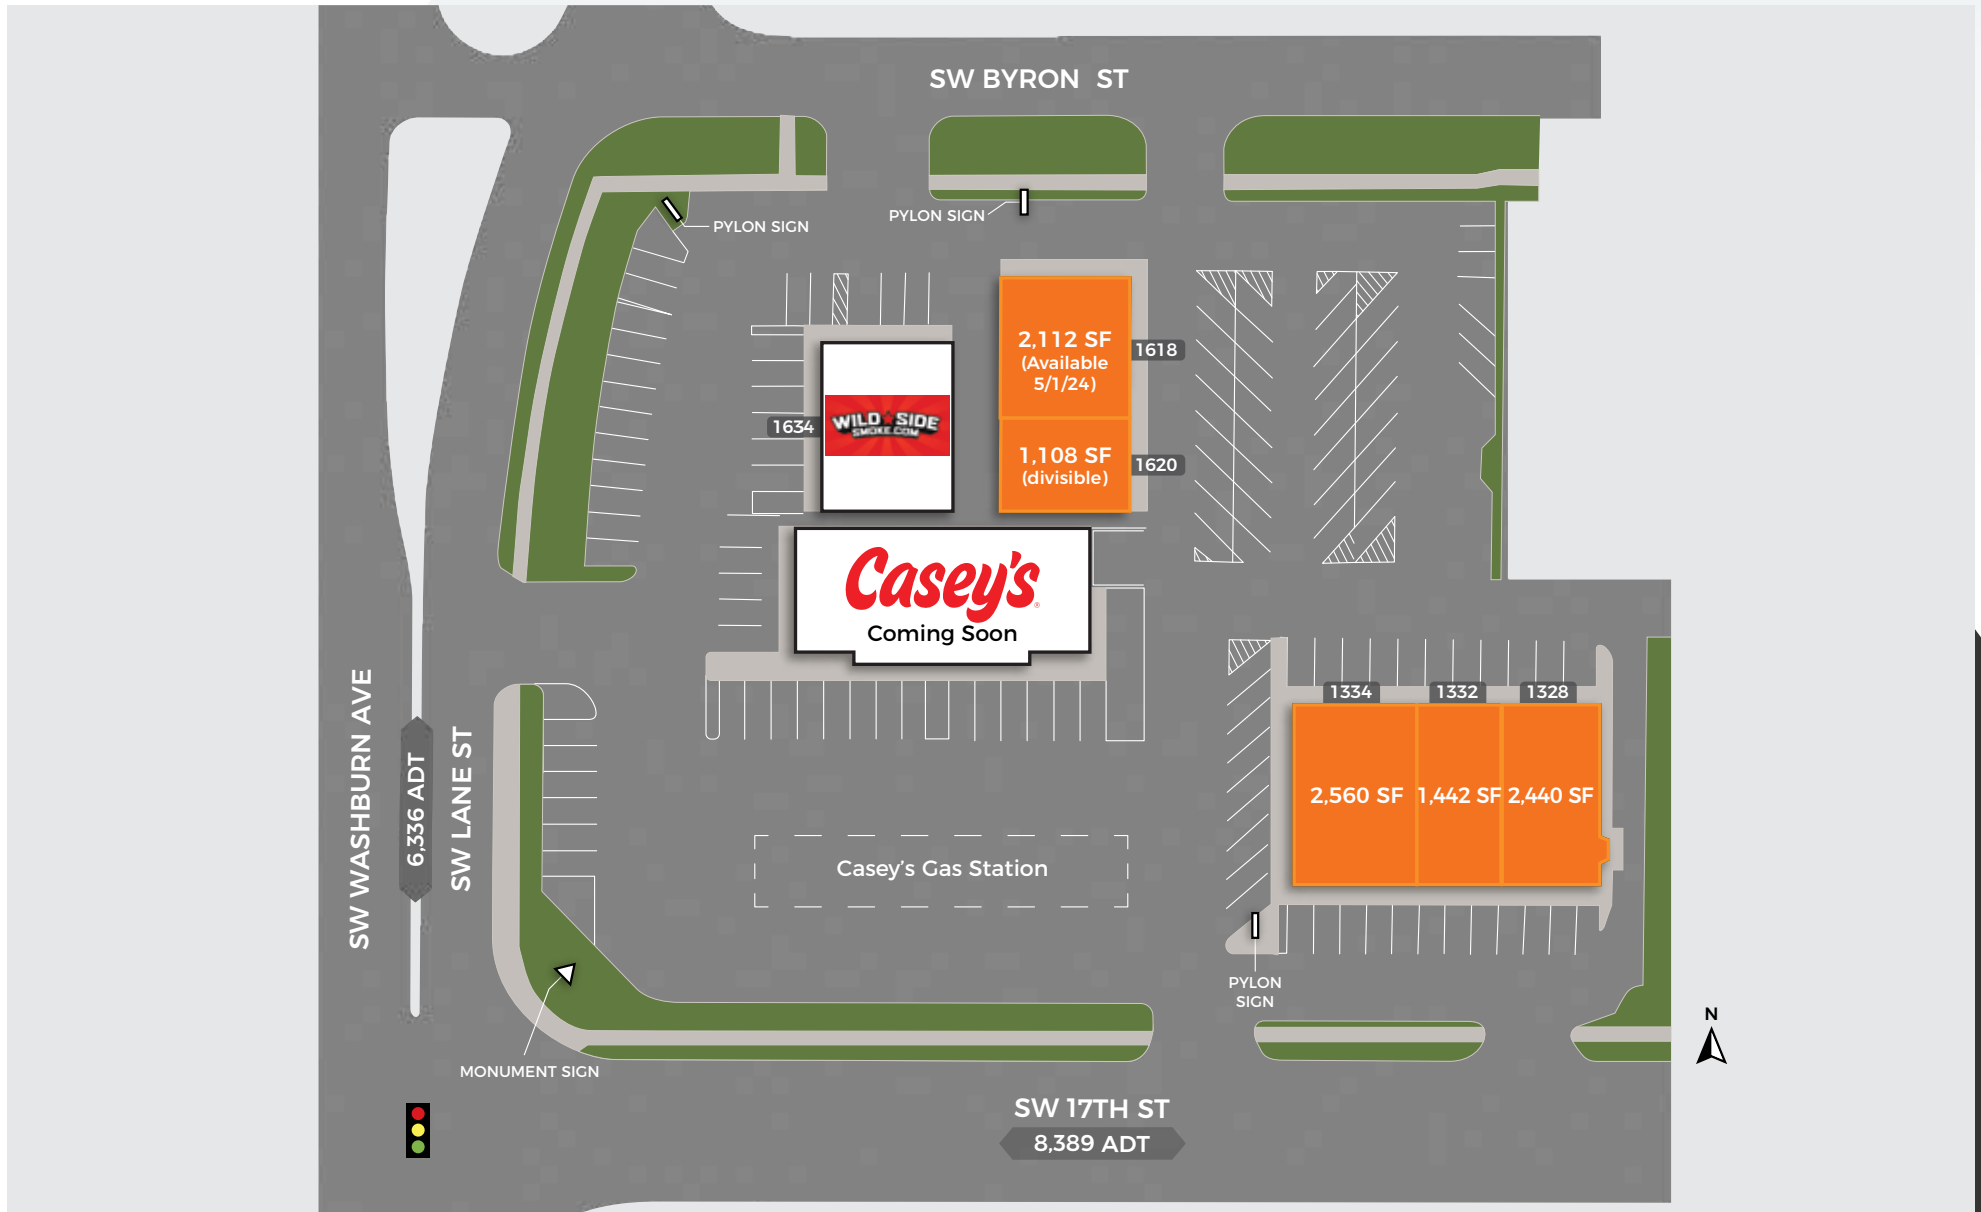 SW BYRON ST
PYLON SIGN
PYLON SIGN
2,112 SF
(Available
5/1/24)
1618
1634
WILD SIDE
SMOKE.COM
1,108 SF
(divisible)
1620
Casey's
Coming Soon
SW WASHBURN AVE
6,336 ADT
SW LANE ST
1334
1332
1328
2,560 SF
1,442 SF
2,440 SF
Casey's Gas Station
PYLON
SIGN
MONUMENT SIGN
N
SW 17TH ST
8,389 ADT